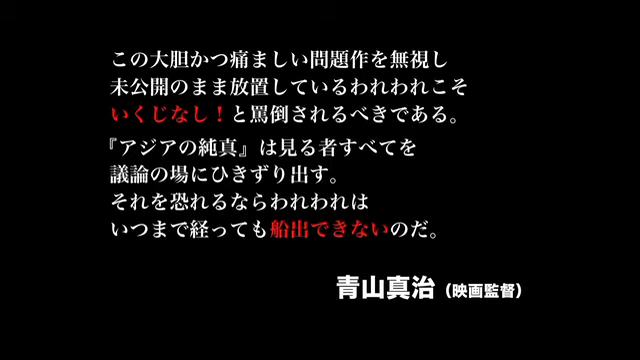 この大胆かつ痛ましい問題作を無視し
未公開のまま放置しているわれわれこそ
いくじなし！と罵倒されるべきである。
『アジアの純真』は見る者すべてを
議論の場にひきずり出す。
それを恐れるならわれわれは
いつまで経っても船出できないのだ。
青山真治（映画監督）